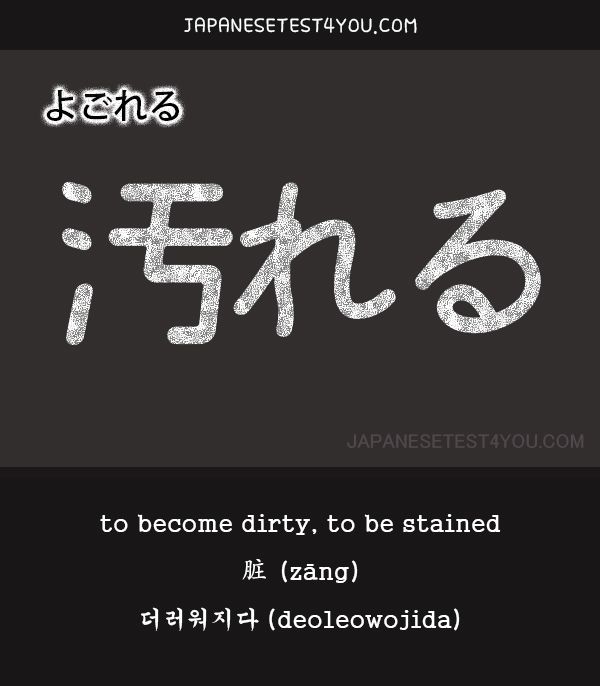 JAPANESETEST4YOU.COM
よごれる
汚れる
JAPANESETEST4YOU.COM
to become dirty, to be stained
脏 (zāng)
더러워지다 (deoleowojida)